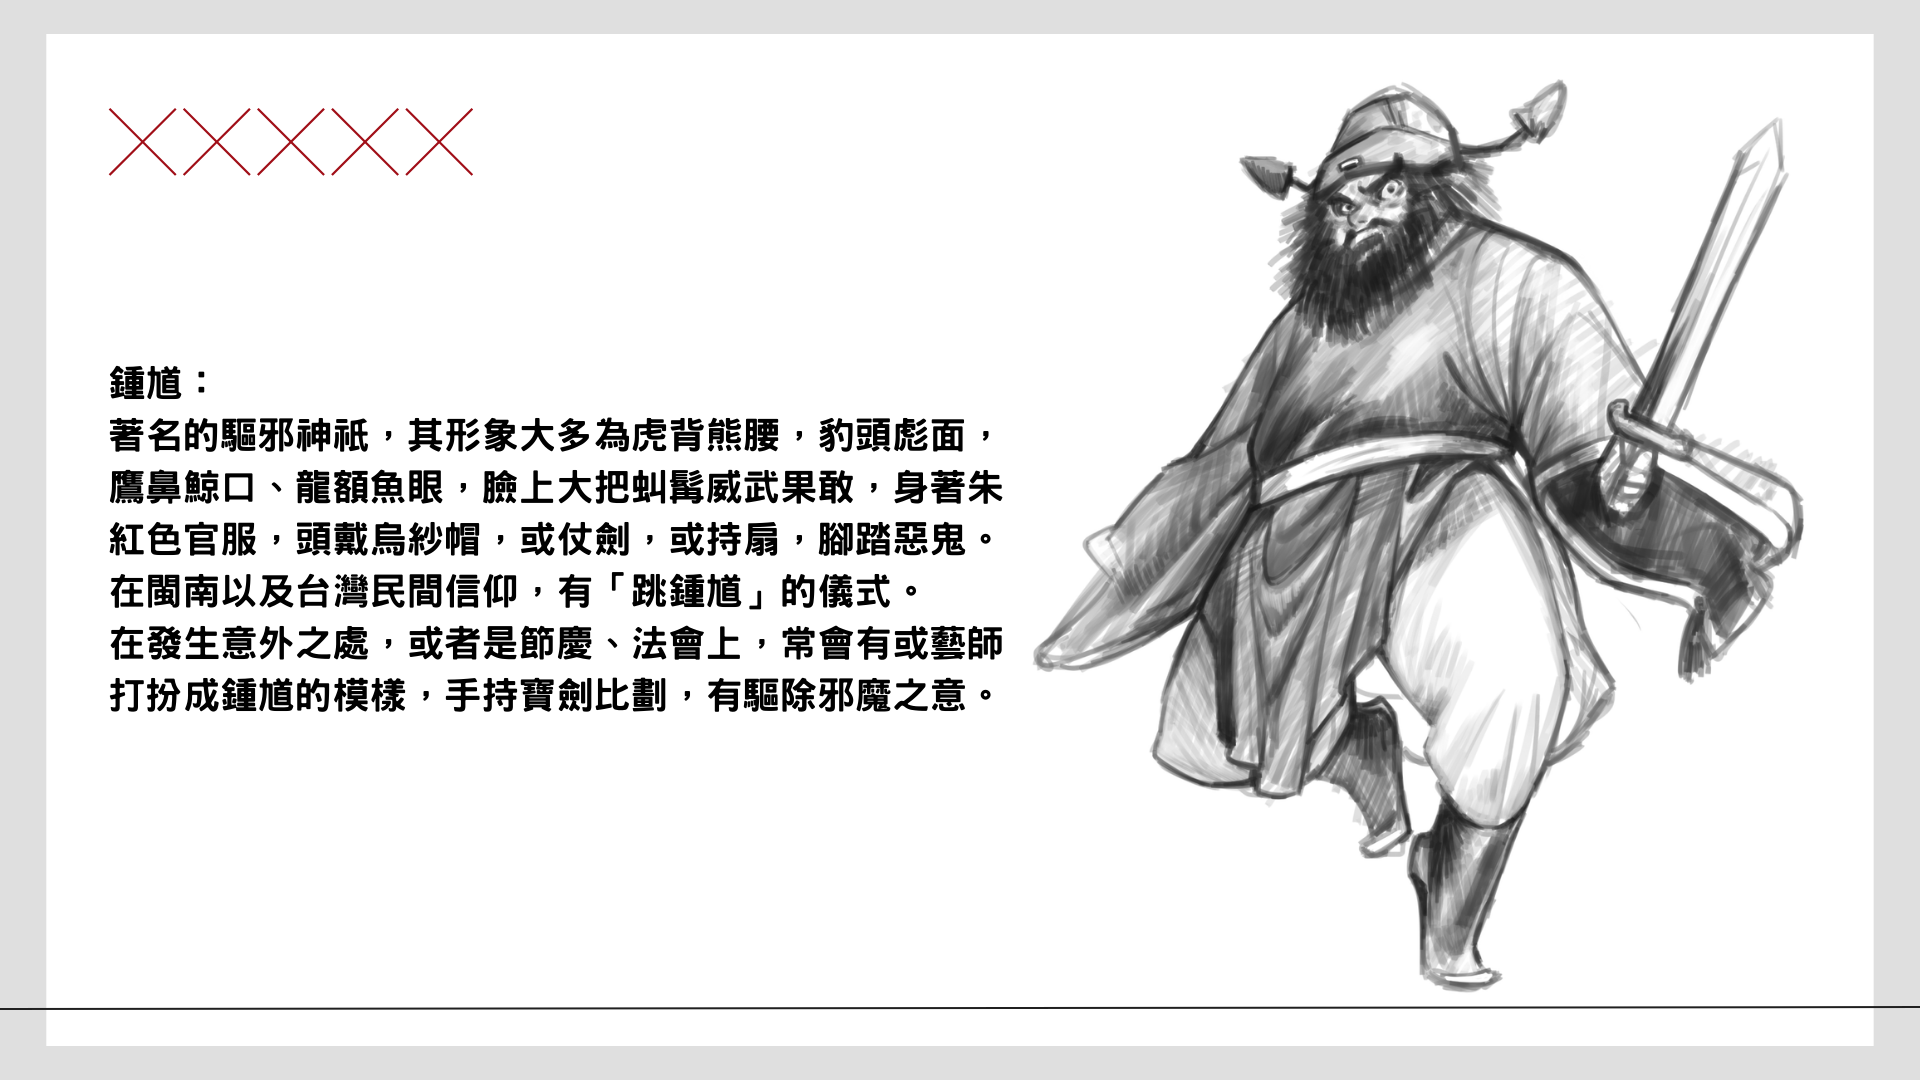 鍾馗：
著名的驅邪神祇，其形象大多為虎背熊腰，豹頭彪面，
鷹鼻鯨口、龍額魚眼，臉上大把虯髯威武果敢，身著朱
紅色官服，頭戴烏紗帽，或仗劍，或持扇，腳踏惡鬼。
在閩南以及台灣民間信仰，有「跳鍾馗」的儀式。
在發生意外之處，或者是節慶、法會上，常會有或藝師
打扮成鍾馗的模樣，手持寶劍比劃，有驅除邪魔之意。